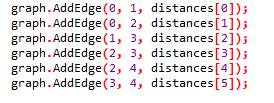 graph.AddEdge(0, 1, distances[0]);
graph.AddEdge(0, 2, distances[1]);
graph.AddEdge(1, 3, distances[2]);
graph.AddEdge(2, 3, distances[3]);
graph.AddEdge(2, 4, distances[4]);
graph.AddEdge(3, 4, distances[5]);